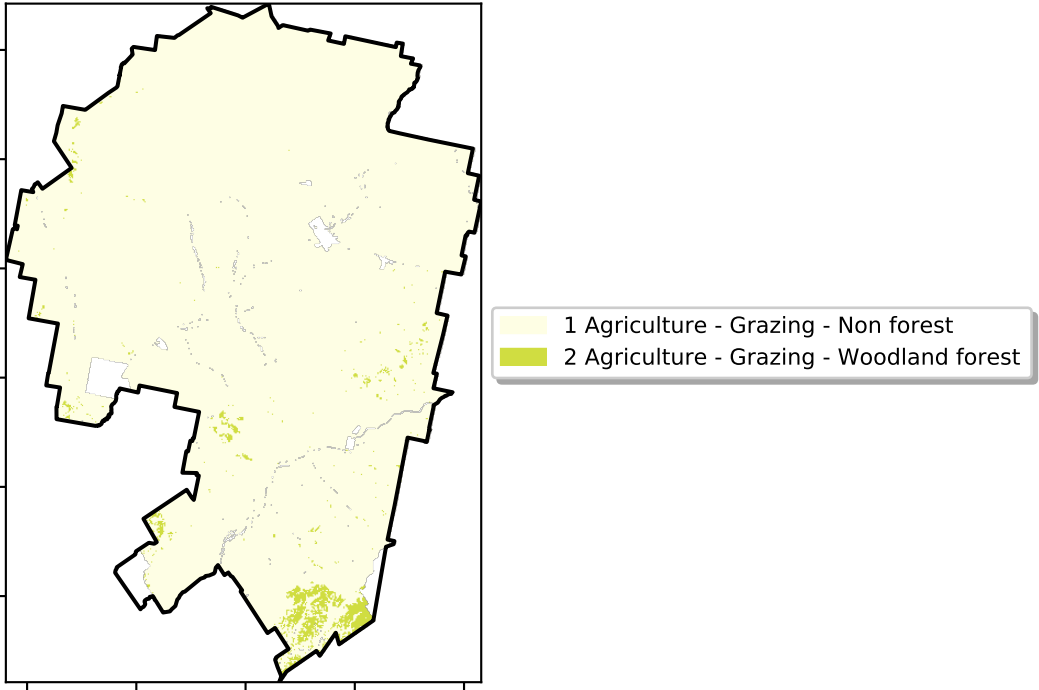 1 Agriculture - Grazing - Non forest
2 Agriculture - Grazing - Woodland forest